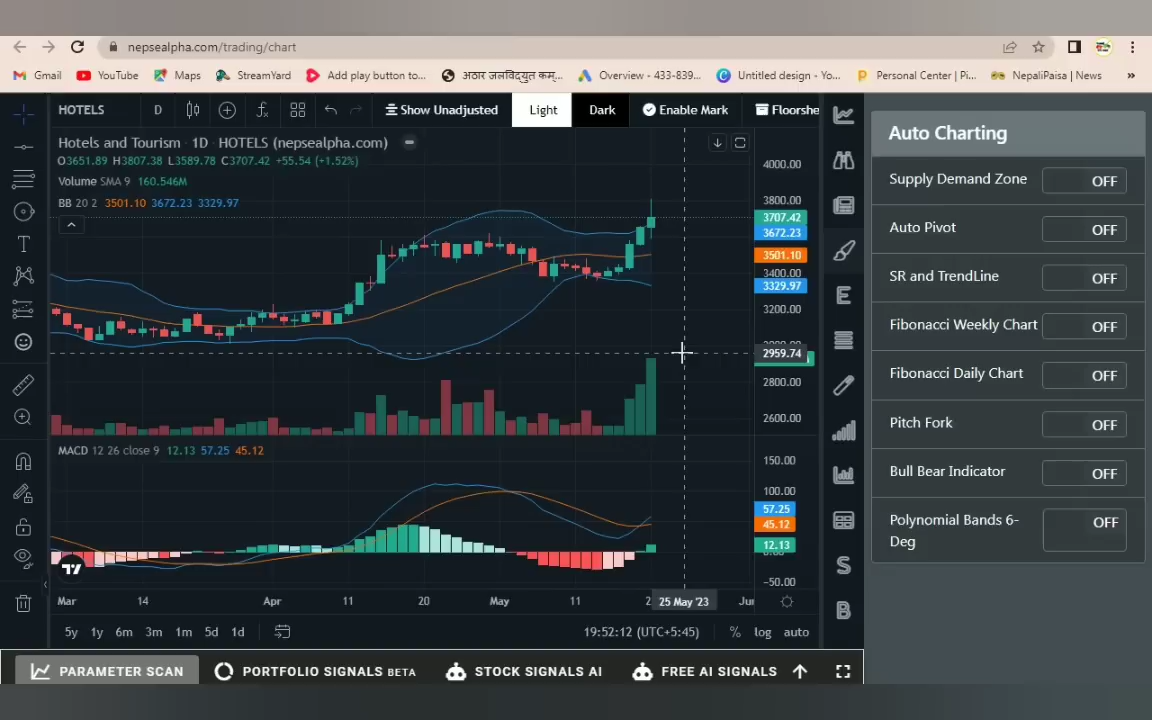 nepsealpha.com/trading/chart
Gmail YouTube Maps StreamYard Add play button to... अठार जलविद्युत कम्... Overview - 433-839... Untitled design - Yo... Personal Center | Pi... NepaliPaisa | News »
HOTELS D Show Unadjusted Light Dark Enable Mark Floorshe
Hotels and Tourism · 1D · HOTELS (nepsealpha.com)
O3651.89 H3807.38 L3589.78 C3707.42 +55.54 (+1.52%)
Volume SMA 9 160.546M
BB 20 2 3501.10 3672.23 3329.97
4000.00
3800.00
3707.42
3672.23
3501.10
3400.00
3329.97
3200.00
2959.74
2800.00
2600.00
MACD 12 26 close 9 12.13 57.25 45.12
150.00
100.00
57.25
45.12
12.13
−50.00
Mar 14 Apr 11 20 May 11 2 25 May '23 Jun
5y 1y 6m 3m 1m 5d 1d 19:52:12 (UTC+5:45) % log auto
PARAMETER SCAN PORTFOLIO SIGNALS BETA STOCK SIGNALS AI FREE AI SIGNALS
E
S
B
Auto Charting
Supply Demand Zone OFF
Auto Pivot OFF
SR and TrendLine OFF
Fibonacci Weekly Chart OFF
Fibonacci Daily Chart OFF
Pitch Fork OFF
Bull Bear Indicator OFF
Polynomial Bands 6- OFF
Deg